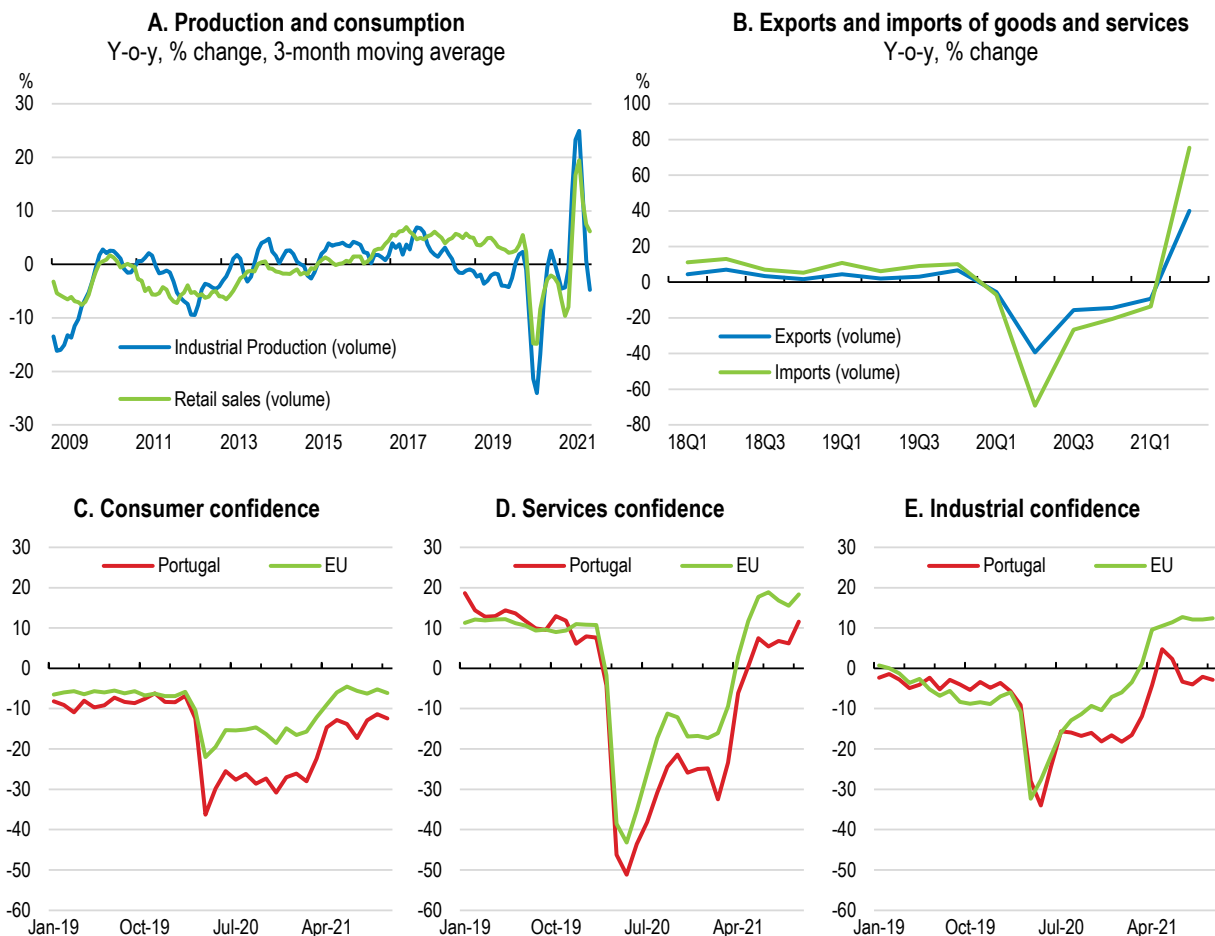 A. Production and consumption
Y-o-y, % change, 3-month moving average
%
30
20
10
0
-10
-20
-30
Industrial Production (volume)
Retail sales (volume)
2009 2011 2013 2015 2017 2019 2021
B. Exports and imports of goods and services
Y-o-y, % change
%
100
80
60
40
20
0
-20
-40
-60
-80
Exports (volume)
Imports (volume)
18Q1 18Q3 19Q1 19Q3 20Q1 20Q3 21Q1
C. Consumer confidence
30
20
10
0
-10
-20
-30
-40
-50
-60
Portugal EU
Jan-19 Oct-19 Jul-20 Apr-21
D. Services confidence
30
20
10
0
-10
-20
-30
-40
-50
-60
Portugal EU
Jan-19 Oct-19 Jul-20 Apr-21
E. Industrial confidence
30
20
10
0
-10
-20
-30
-40
-50
-60
Portugal EU
Jan-19 Oct-19 Jul-20 Apr-21